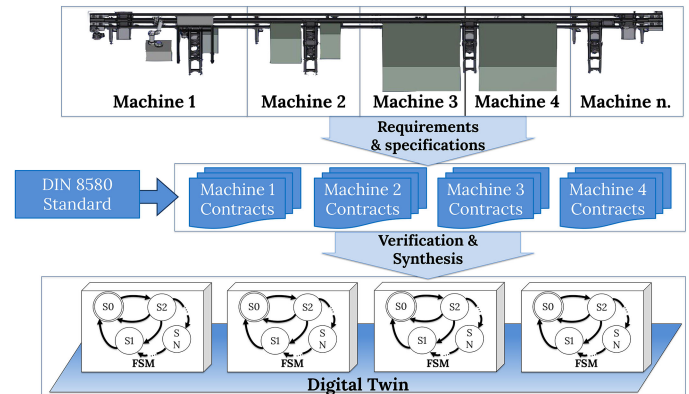 Machine 1
Machine 2
Machine 3
Machine 4
Machine n.
Requirements
& specifications
DIN 8580
Standard
Machine 1
Contracts
Machine 2
Contracts
Machine 3
Contracts
Machine 4
Contracts
Verification &
Synthesis
S0
S2
S1
S
N
FSM
S0
S2
S1
S
N
FSM
S0
S2
S1
S
N
FSM
S0
S2
S1
S
N
FSM
Digital Twin